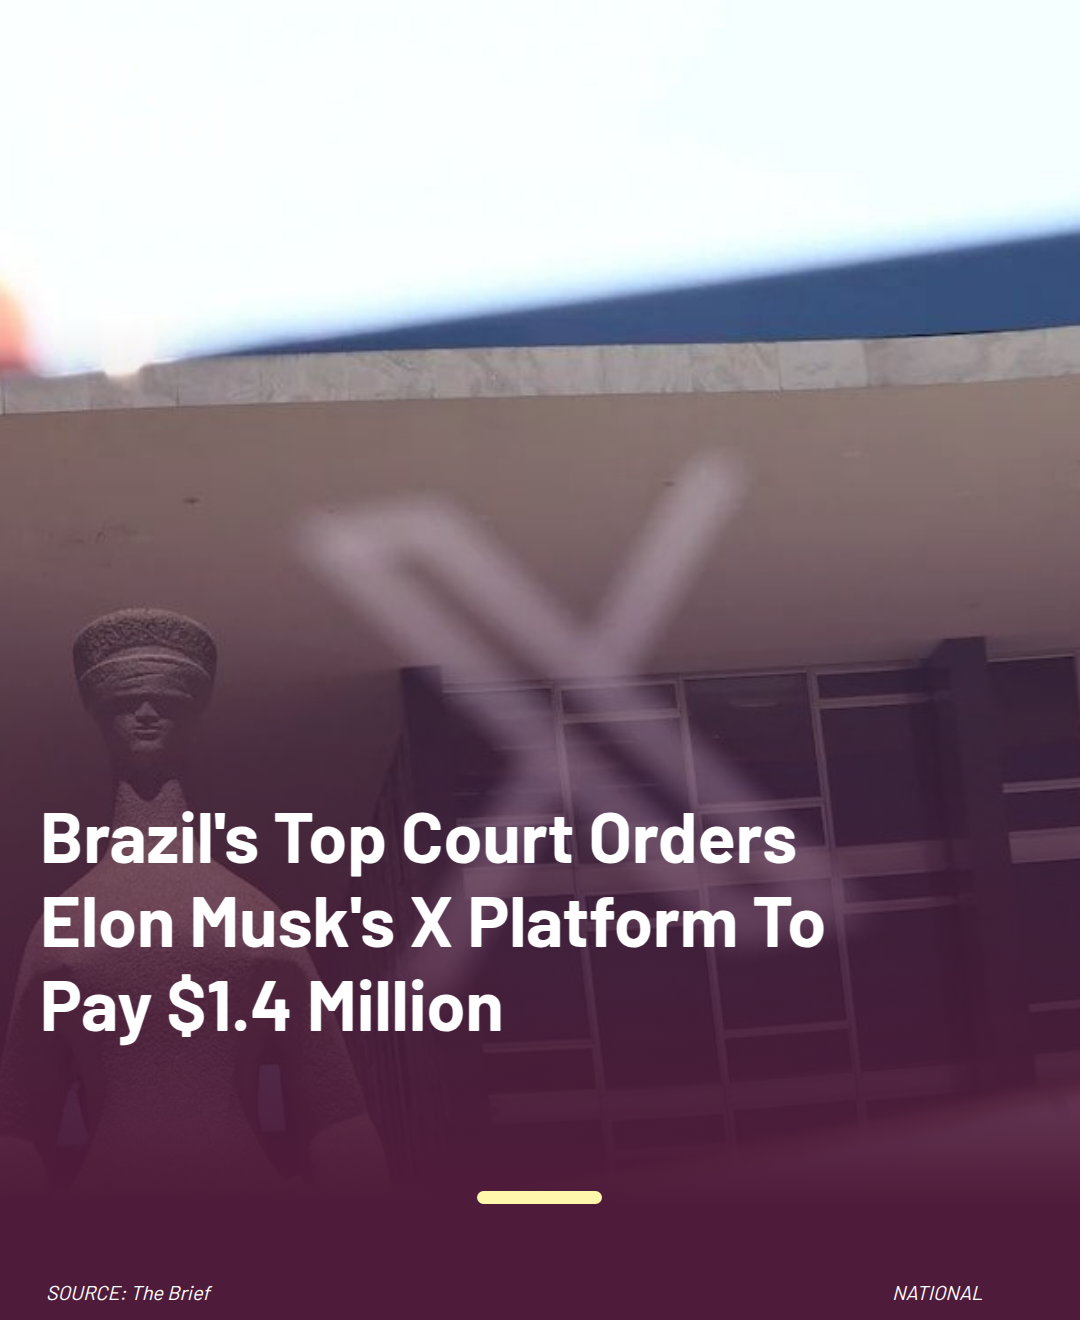 Brazil's Top Court Orders
Elon Musk's X Platform To
Pay $1.4 Million
SOURCE: The Brief
NATIONAL